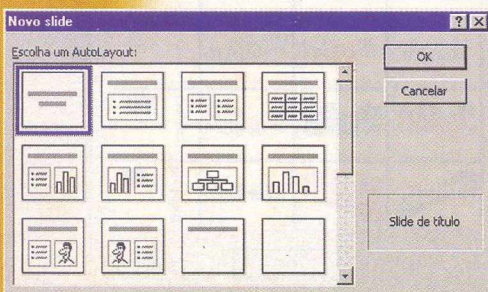 Novo slide
Escolha um AutoLayout:
OK
Cancelar
Slide de título